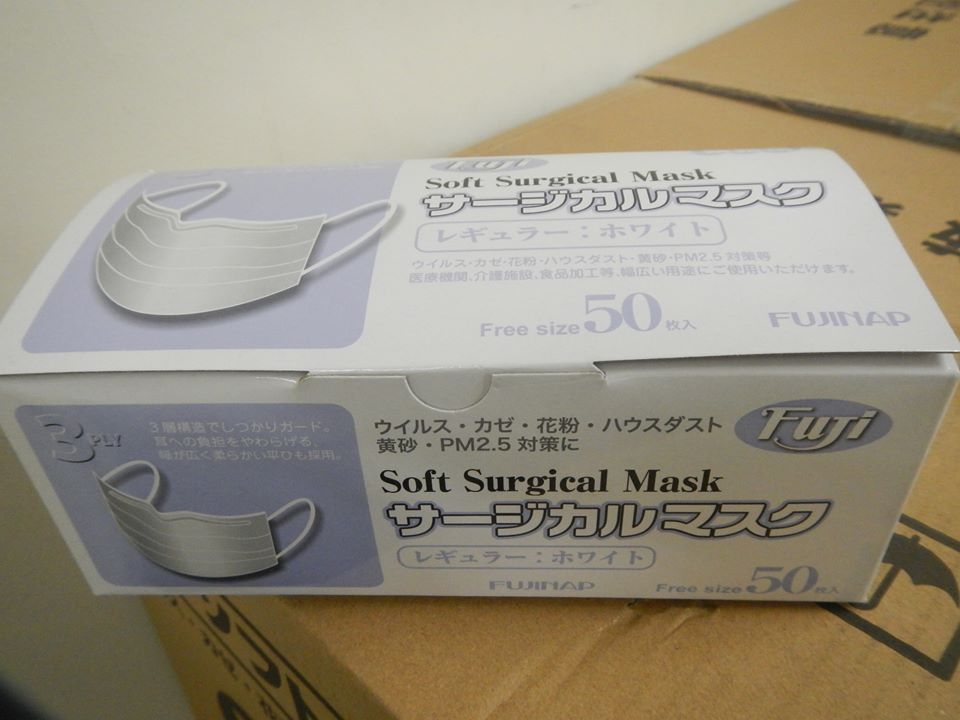 Fuji
Soft Surgical Mask
サージカルマスク
レギュラー：ホワイト
ウイルス・カゼ・花粉・ハウスダスト・黄砂・PM2.5 対策等
医療機関、介護施設、食品加工等、幅広い用途にご使用いただけます。
Free size 50枚入
FUJINAP
3 PLY
3層構造でしっかりガード。
耳への負担をやわらげる、
幅が広く柔らかい平ひも採用。
ウイルス・カゼ・花粉・ハウスダスト
黄砂・PM2.5 対策に
Fuji
Soft Surgical Mask
サージカルマスク
レギュラー：ホワイト
FUJINAP
Free size 50枚入